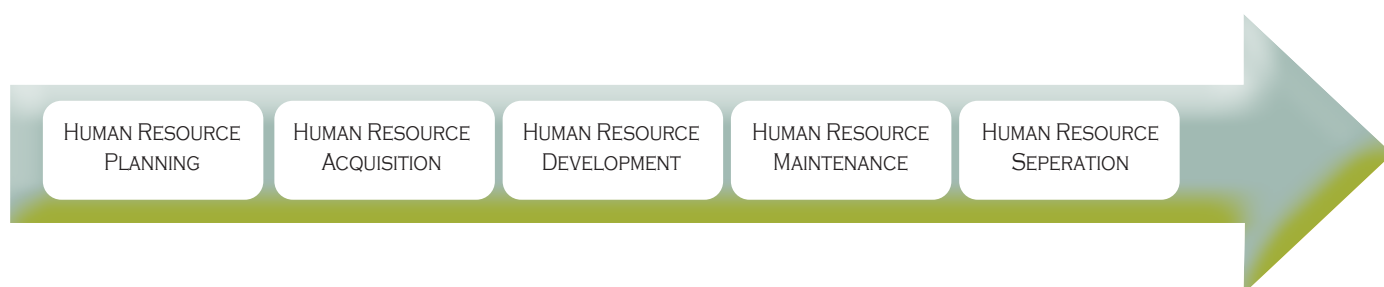 Human Resource
Planning
Human Resource
Acquisition
Human Resource
Development
Human Resource
Maintenance
Human Resource
Seperation